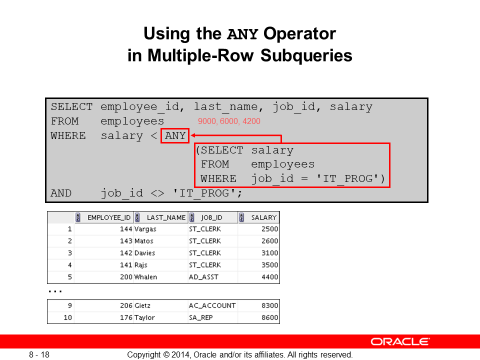 Using the ANY Operator
in Multiple-Row Subqueries
SELECT employee_id, last_name, job_id, salary
FROM employees 9000, 6000, 4200
WHERE salary < ANY
(SELECT salary
FROM employees
WHERE job_id = 'IT_PROG')
AND job_id <> 'IT_PROG';
EMPLOYEE_ID LAST_NAME JOB_ID SALARY
1 144 Vargas ST_CLERK 2500
2 143 Matos ST_CLERK 2600
3 142 Davies ST_CLERK 3100
4 141 Rajs ST_CLERK 3500
5 200 Whalen AD_ASST 4400
...
9 206 Gietz AC_ACCOUNT 8300
10 176 Taylor SA_REP 8600
ORACLE
8 - 18 Copyright © 2014, Oracle and/or its affiliates. All rights reserved.